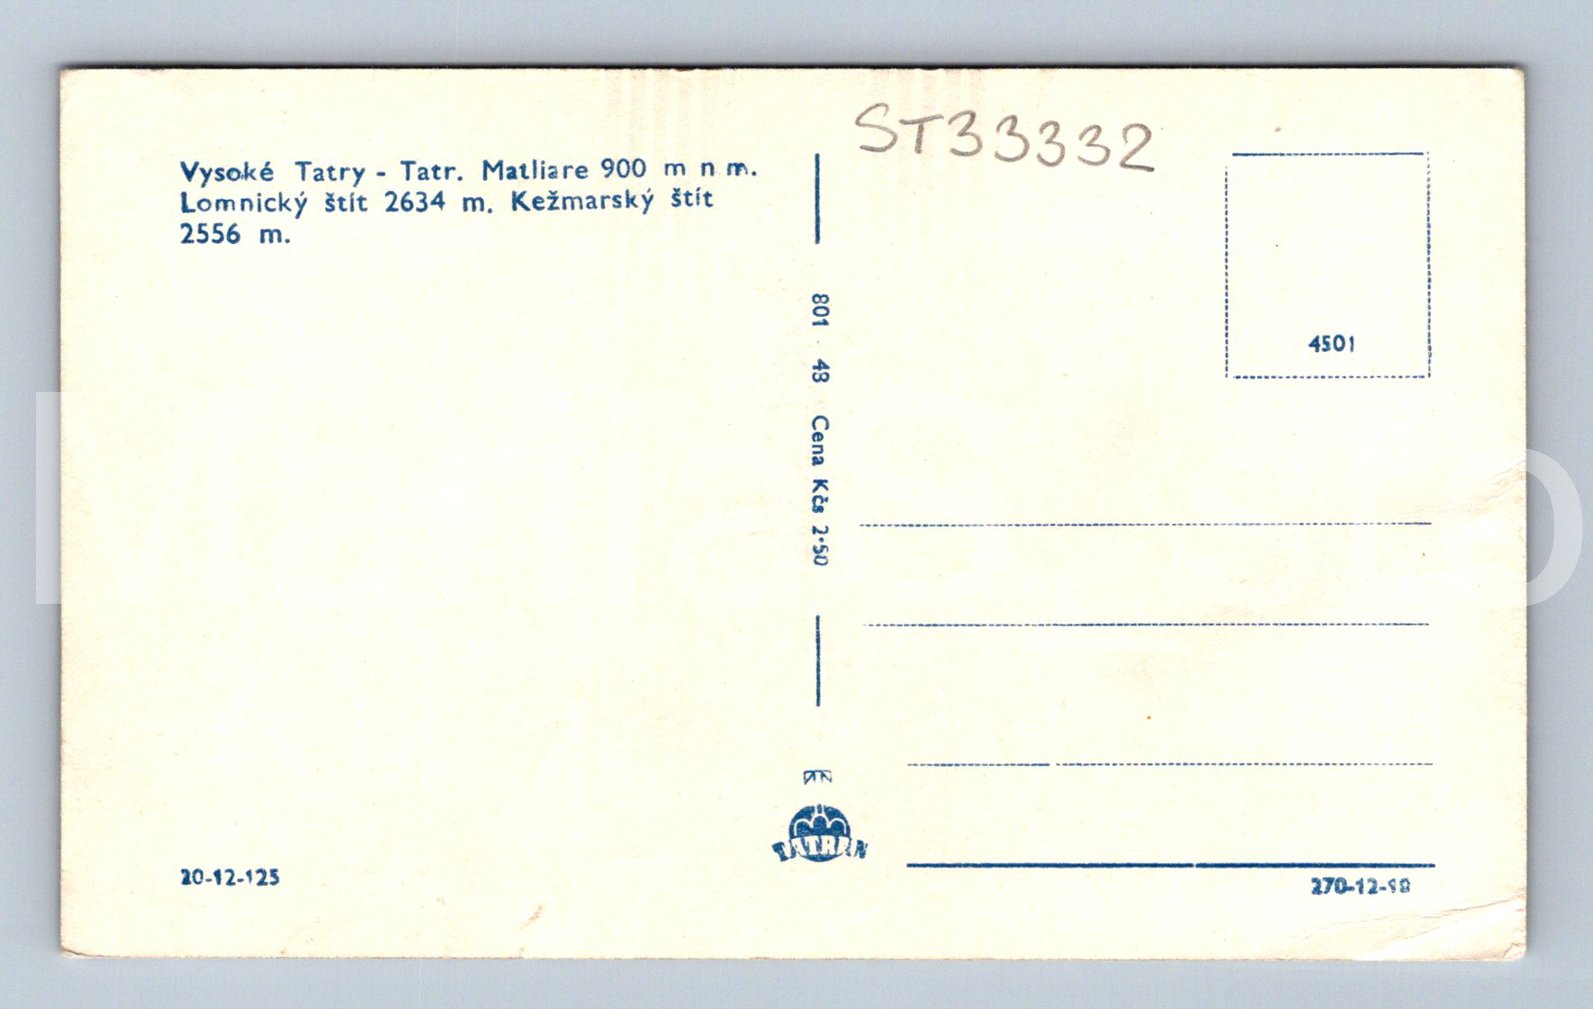 ST33332
Vysoké Tatry - Tatr. Matliare 900 m n m.
Lomnický štít 2634 m. Kežmarský štít
2556 m.
801 48 Cena Kčs 2·50
4501
TATRAN
20-12-125
270-12-98